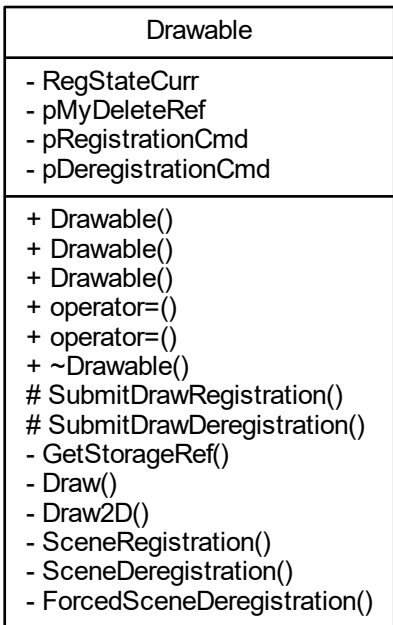 Drawable
- RegStateCurr
- pMyDeleteRef
- pRegistrationCmd
- pDeregistrationCmd
+ Drawable()
+ Drawable()
+ Drawable()
+ operator=()
+ operator=()
+ ~Drawable()
# SubmitDrawRegistration()
# SubmitDrawDeregistration()
- GetStorageRef()
- Draw()
- Draw2D()
- SceneRegistration()
- SceneDeregistration()
- ForcedSceneDeregistration()